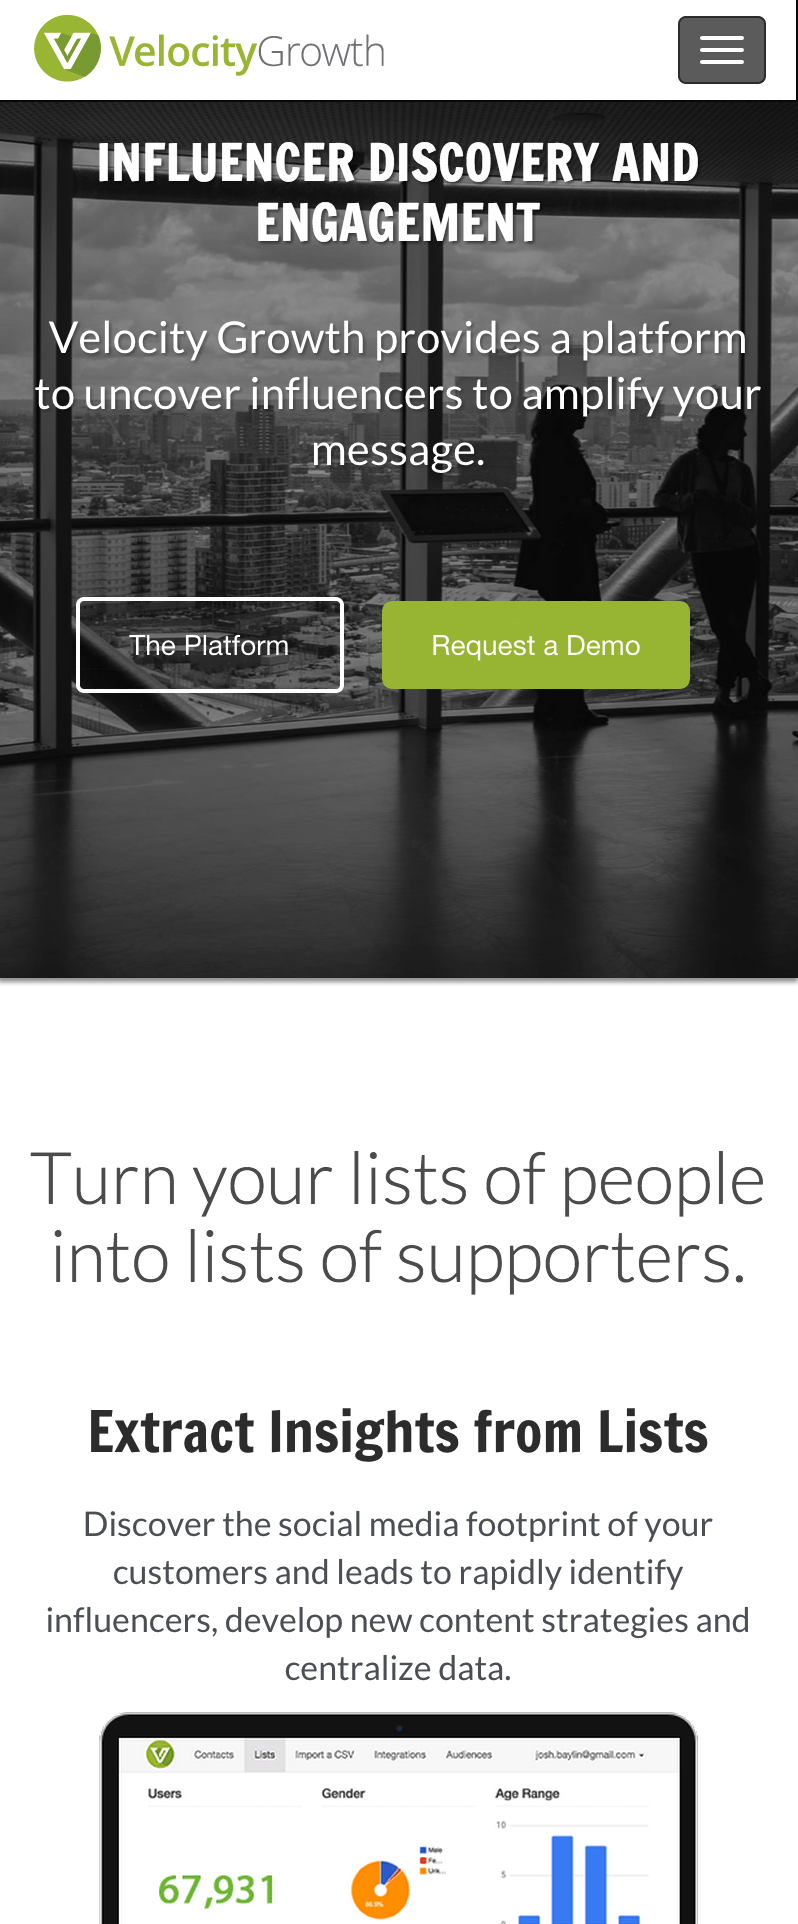 VelocityGrowth
INFLUENCER DISCOVERY AND
ENGAGEMENT
Velocity Growth provides a platform
to uncover influencers to amplify your
message.
The Platform
Request a Demo
Turn your lists of people
into lists of supporters.
Extract Insights from Lists
Discover the social media footprint of your
customers and leads to rapidly identify
influencers, develop new content strategies and
centralize data.
Contacts Lists Import a CSV Integrations Audiences josh.baylin@gmail.com
Users Gender Age Range
10
Male
Fe...
Unk...
5
67,931